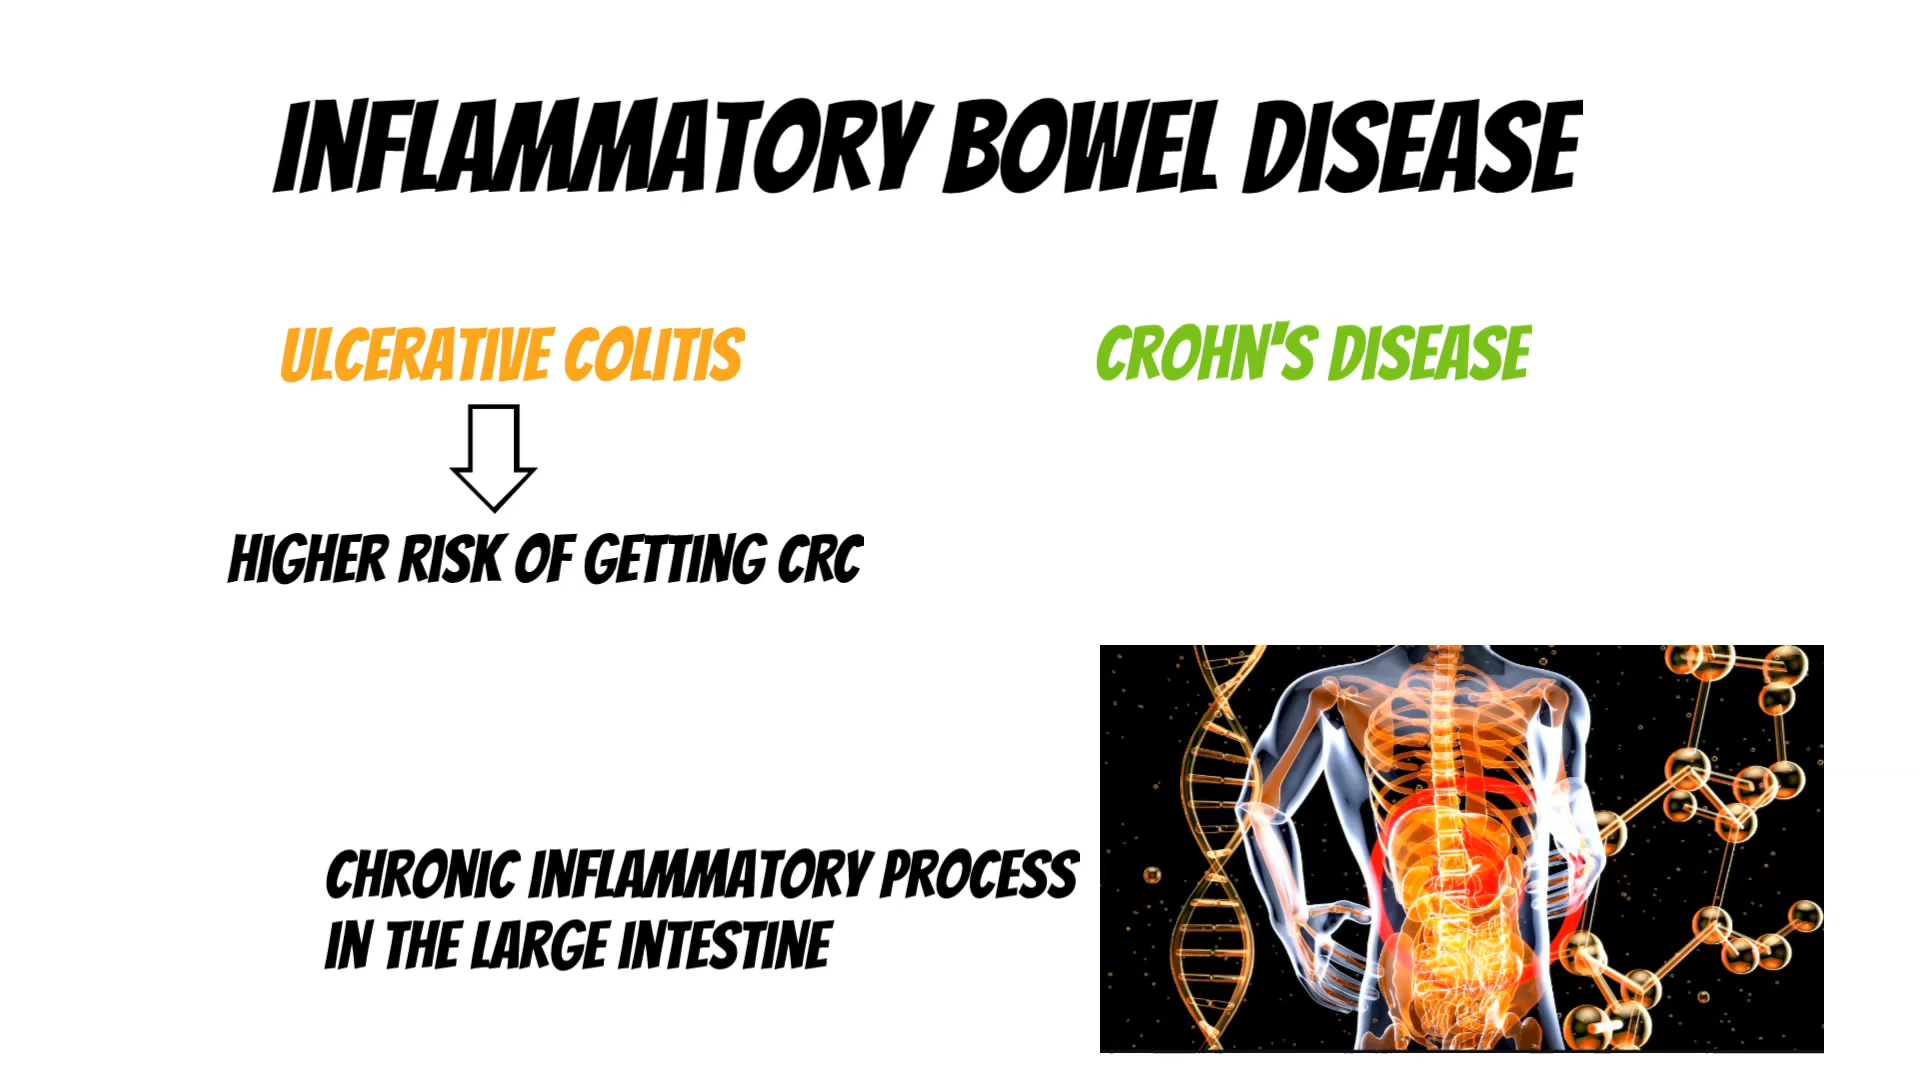 INFLAMMATORY BOWEL DISEASE
ULCERATIVE COLITIS
CROHN'S DISEASE
HIGHER RISK OF GETTING CRC
CHRONIC INFLAMMATORY PROCESS
IN THE LARGE INTESTINE